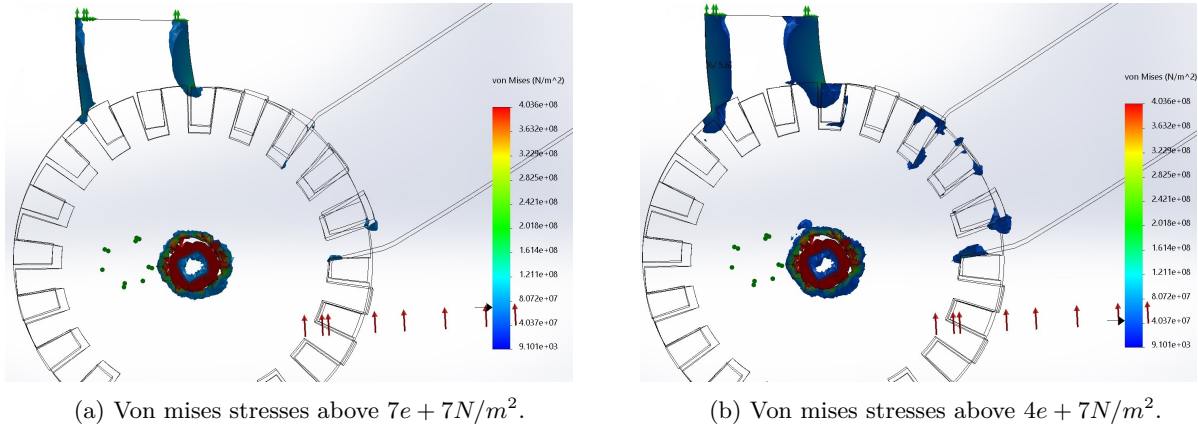 von Mises (N/m^2)
4.036e+08
3.632e+08
3.229e+08
2.825e+08
2.421e+08
2.018e+08
1.614e+08
1.211e+08
8.072e+07
4.037e+07
9.101e+03
(a) Von mises stresses above 7e + 7N/m².
von Mises (N/m^2)
4.036e+08
3.632e+08
3.229e+08
2.825e+08
2.421e+08
2.018e+08
1.614e+08
1.211e+08
8.072e+07
4.037e+07
9.101e+03
(b) Von mises stresses above 4e + 7N/m².